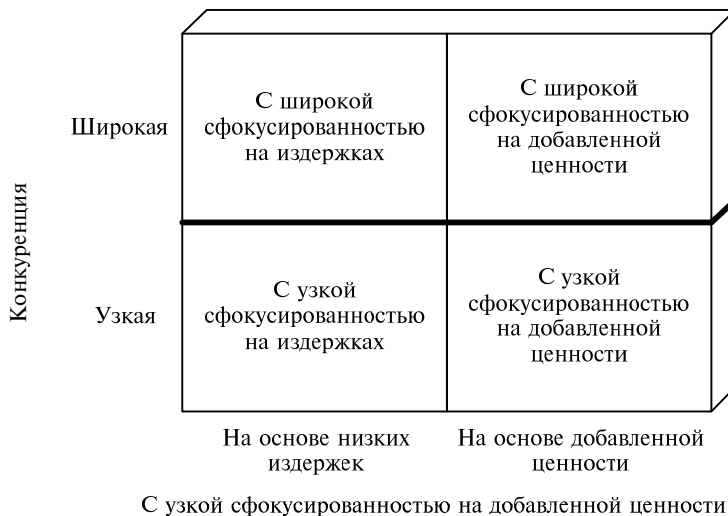 Конкуренция
Широкая
С широкой
сфокусированностью
на издержках
С широкой
сфокусированностью
на добавленной
ценности
Узкая
С узкой
сфокусированностью
на издержках
С узкой
сфокусированностью
на добавленной
ценности
На основе низких
издержек
На основе добавленной
ценности
С узкой сфокусированностью на добавленной ценности